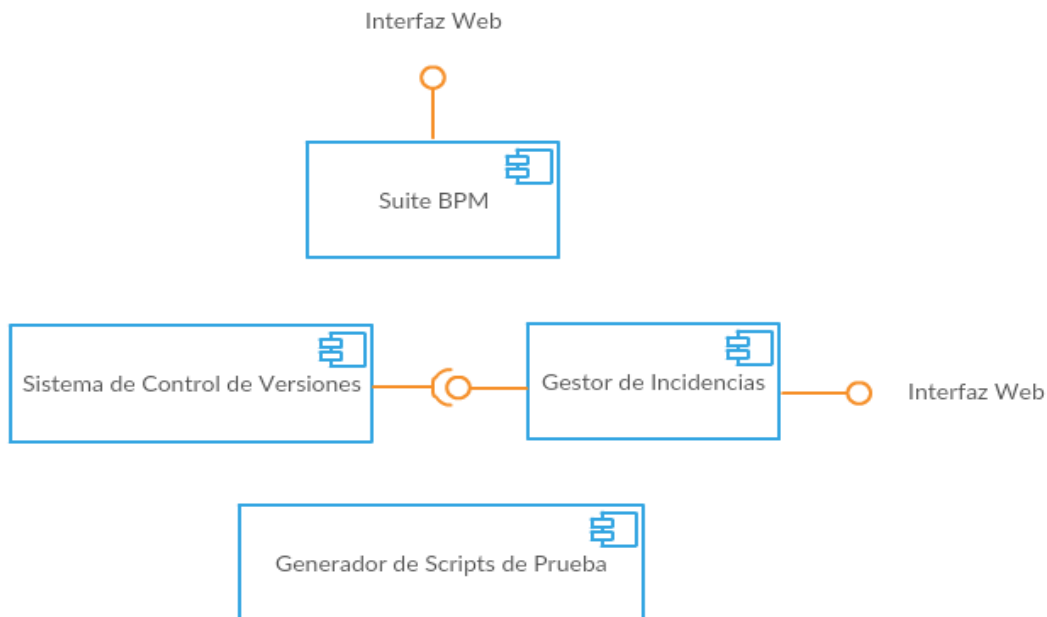 Interfaz Web
Suite BPM
Sistema de Control de Versiones
Gestor de Incidencias
Interfaz Web
Generador de Scripts de Prueba